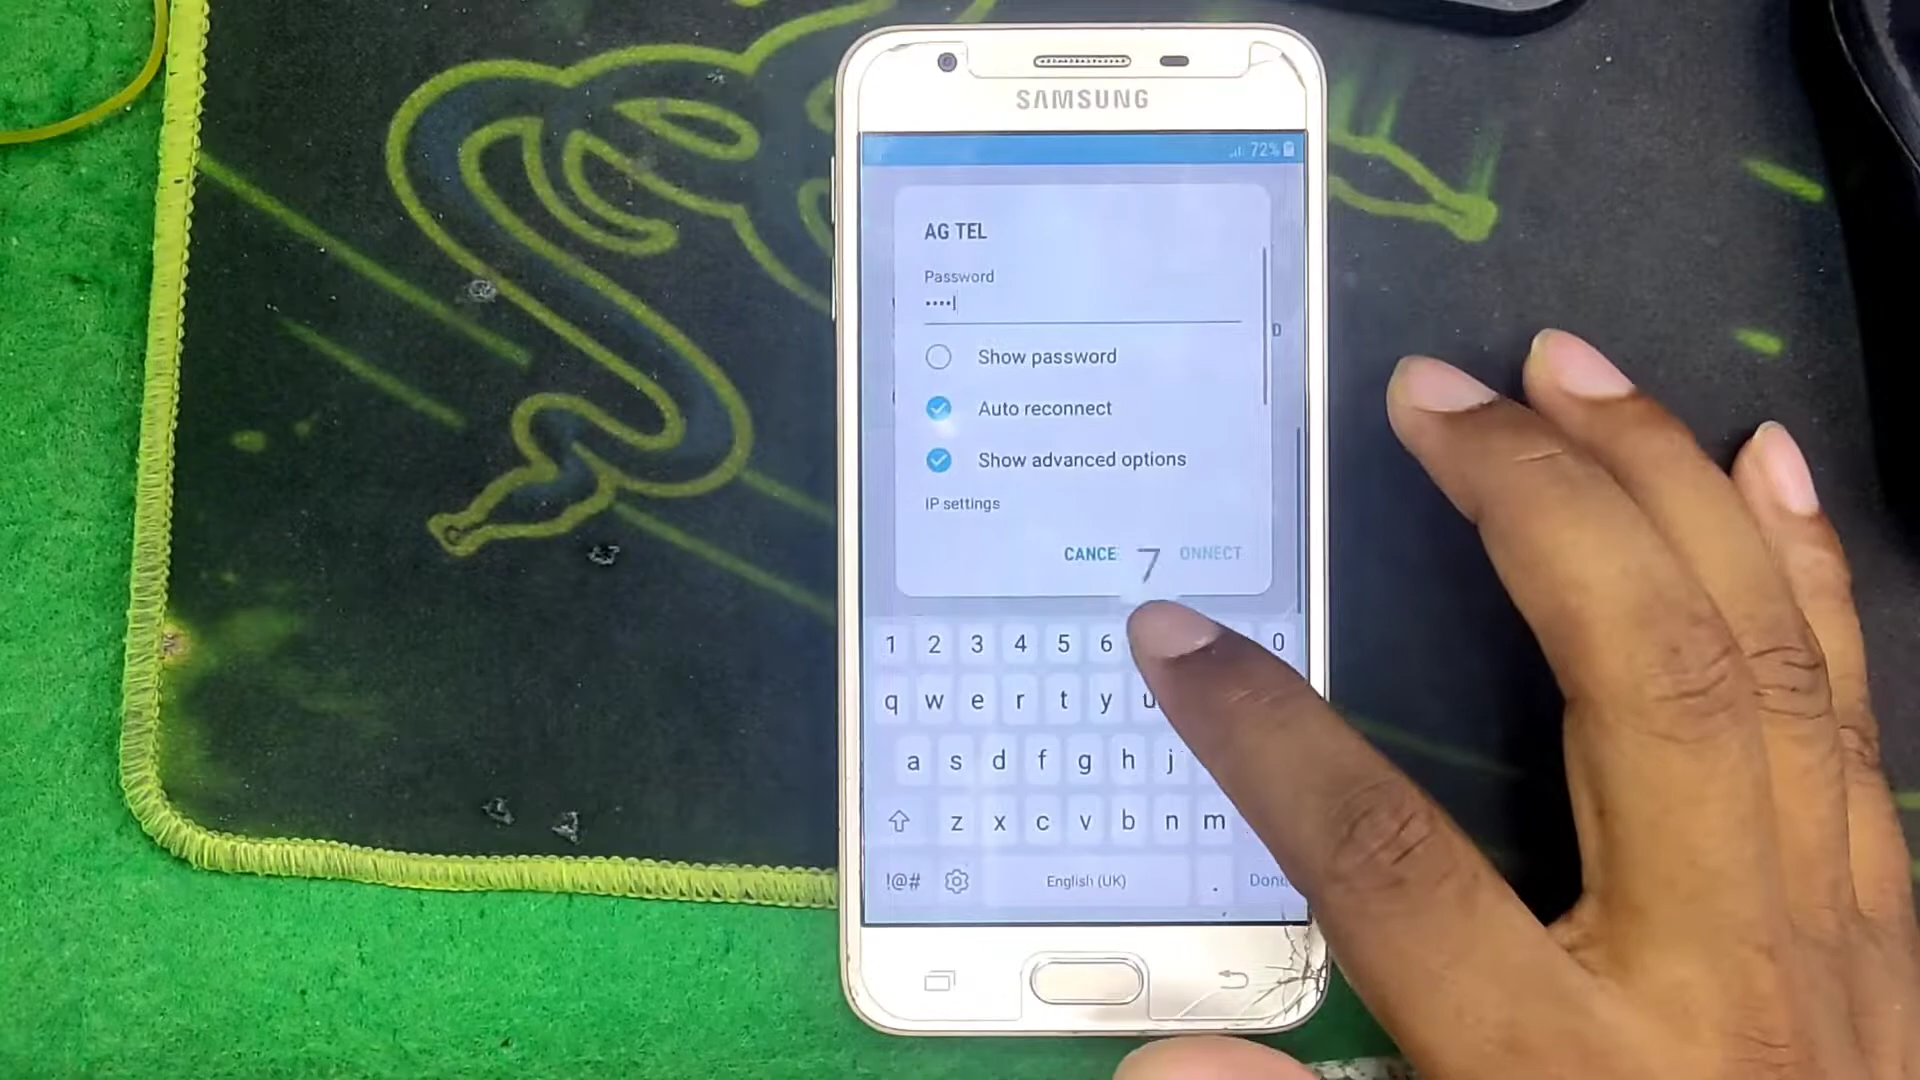 SAMSUNG
72%
AG TEL
Password
••••
D
Show password
Auto reconnect
Show advanced options
IP settings
CANCE 7 ONNECT
1 2 3 4 5 6 0
q w e r t y u
a s d f g h j
z x c v b n m
!@# English (UK) . Done